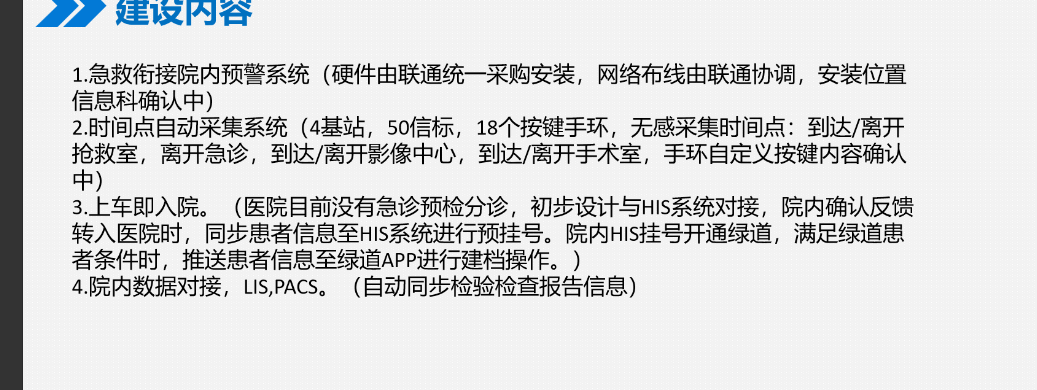 建设内容
1.急救衔接院内预警系统（硬件由联通统一采购安装，网络布线由联通协调，安装位置
信息科确认中）
2.时间点自动采集系统（4基站，50信标，18个按键手环，无感采集时间点：到达/离开
抢救室，离开急诊，到达/离开影像中心，到达/离开手术室，手环自定义按键内容确认
中）
3.上车即入院。（医院目前没有急诊预检分诊，初步设计与HIS系统对接，院内确认反馈
转入医院时，同步患者信息至HIS系统进行预挂号。院内HIS挂号开通绿道，满足绿道患
者条件时，推送患者信息至绿道APP进行建档操作。）
4.院内数据对接，LIS,PACS。（自动同步检验检查报告信息）